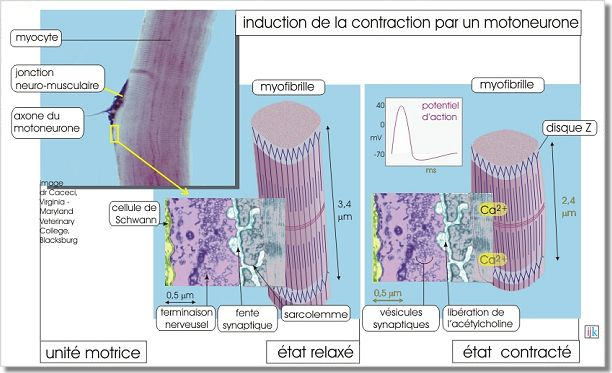 induction de la contraction par un motoneurone
myocyte
jonction
neuro-musculaire
axone du
motoneurone
image
dr Caceci,
Virginia -
Maryland
Veterinary
College,
Blacksburg
unité motrice
myofibrille
3,4
µm
cellule de
Schwann
0,5 µm
terminaison
nerveusel
fente
synaptique
sarcolemme
état relaxé
myofibrille
potentiel
d'action
40
0
mV
-70
ms
disque Z
2,4
µm
Ca2+
Ca2+
0,5 µm
vésicules
synaptiques
libération de
l'acétylcholine
état contracté
ijk